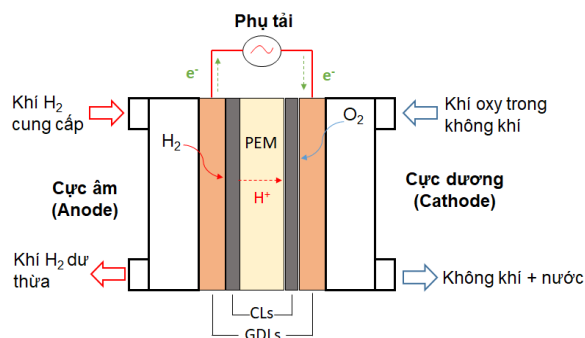 Phụ tải
e-
e-
Khí H2
cung cấp
Khí oxy trong
không khí
H2
PEM
O2
H+
Cực âm
(Anode)
Cực dương
(Cathode)
Khí H2 dư
thừa
Không khí + nước
CLs
GDLs